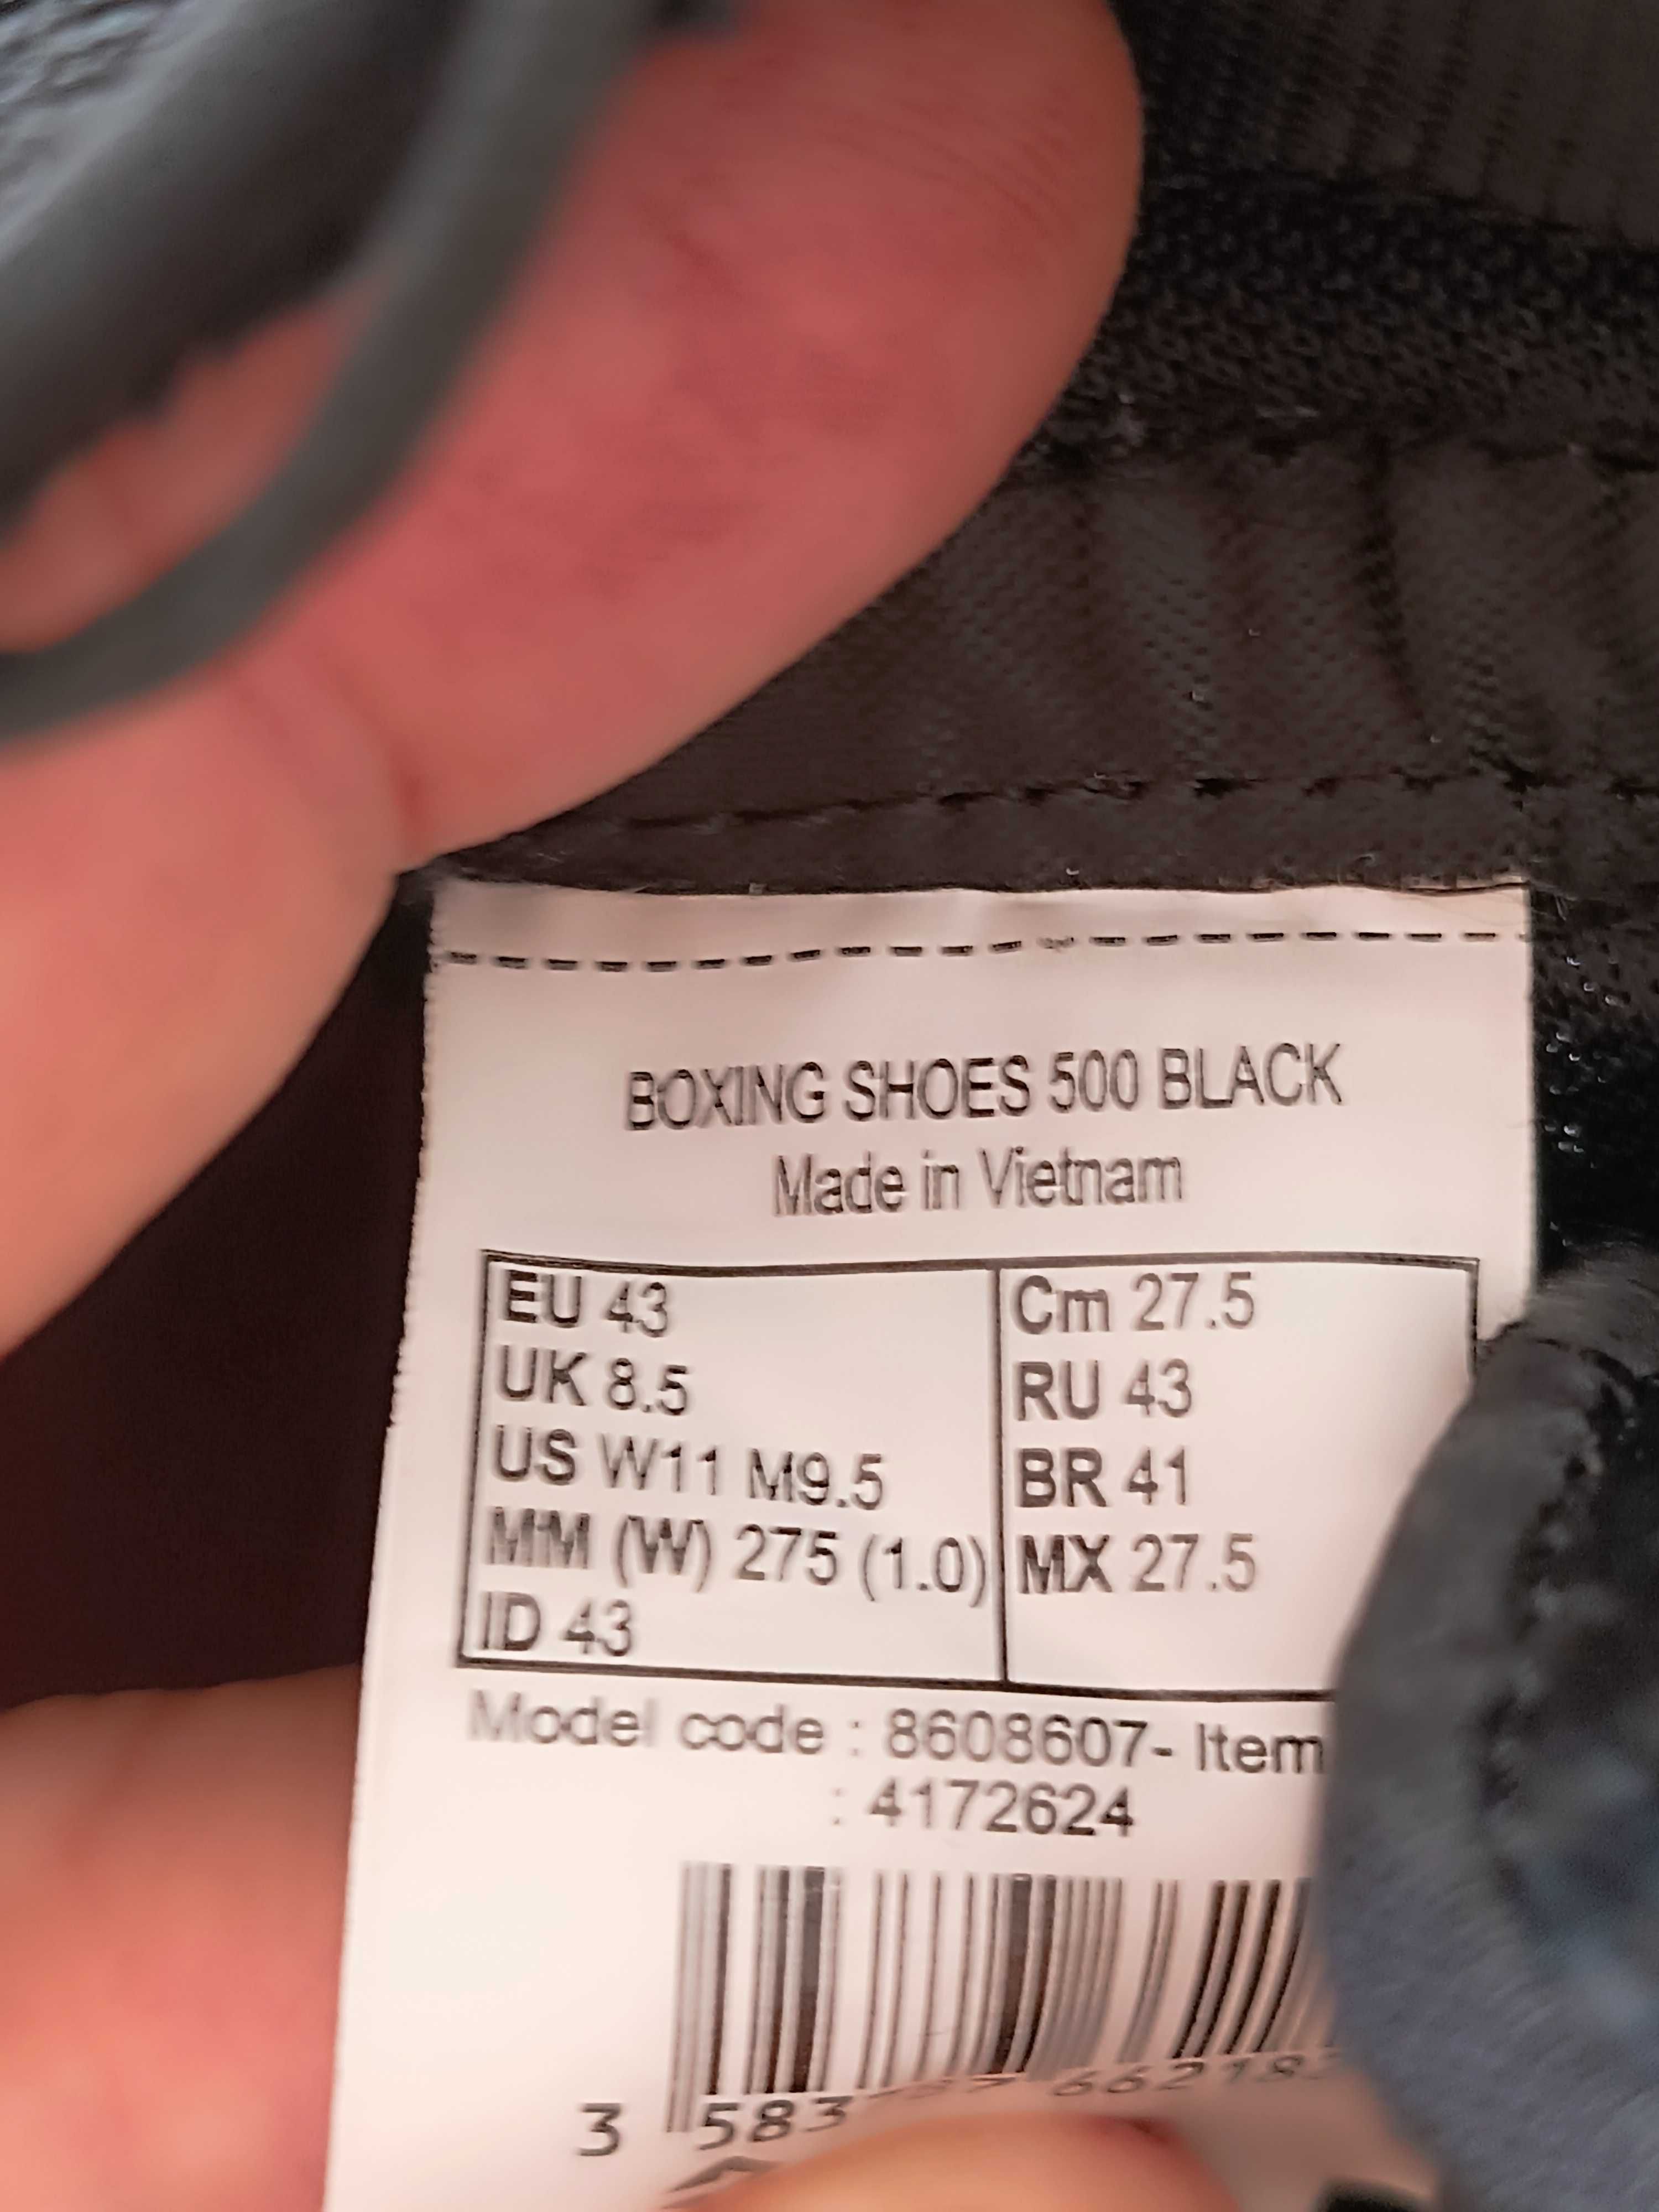 BOXING SHOES 500 BLACK
Made in Vietnam
EU 43
UK 8.5
US W11 M9.5
MM (W) 275 (1.0)
ID 43
Cm 27.5
RU 43
BR 41
MX 27.5
Model code : 8608607- Item
: 4172624
3